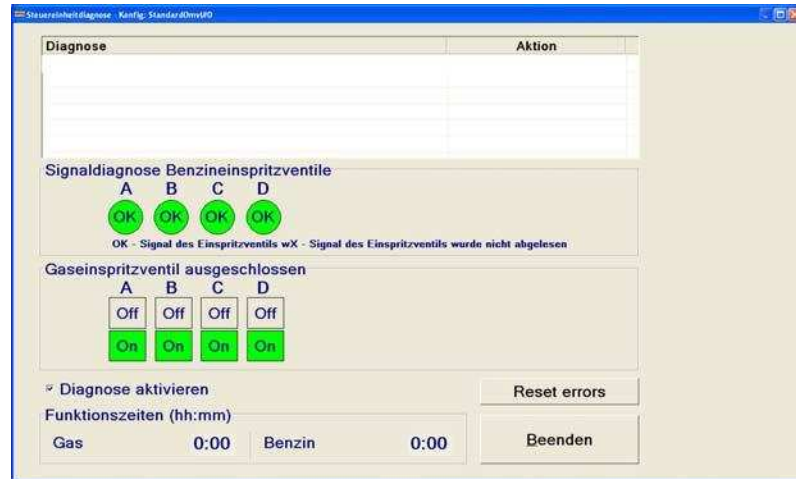 Steuereinheitdiagnose Konfig: StandardOmvlJO
Diagnose Aktion
Signaldiagnose Benzineinspritzventile
A B C D
OK OK OK OK
OK - Signal des Einspritzventils wX - Signal des Einspritzventils wurde nicht abgelesen
Gaseinspritzventil ausgeschlossen
A B C D
Off Off Off Off
On On On On
Diagnose aktivieren
Reset errors
Funktionszeiten (hh:mm)
Gas 0:00 Benzin 0:00
Beenden